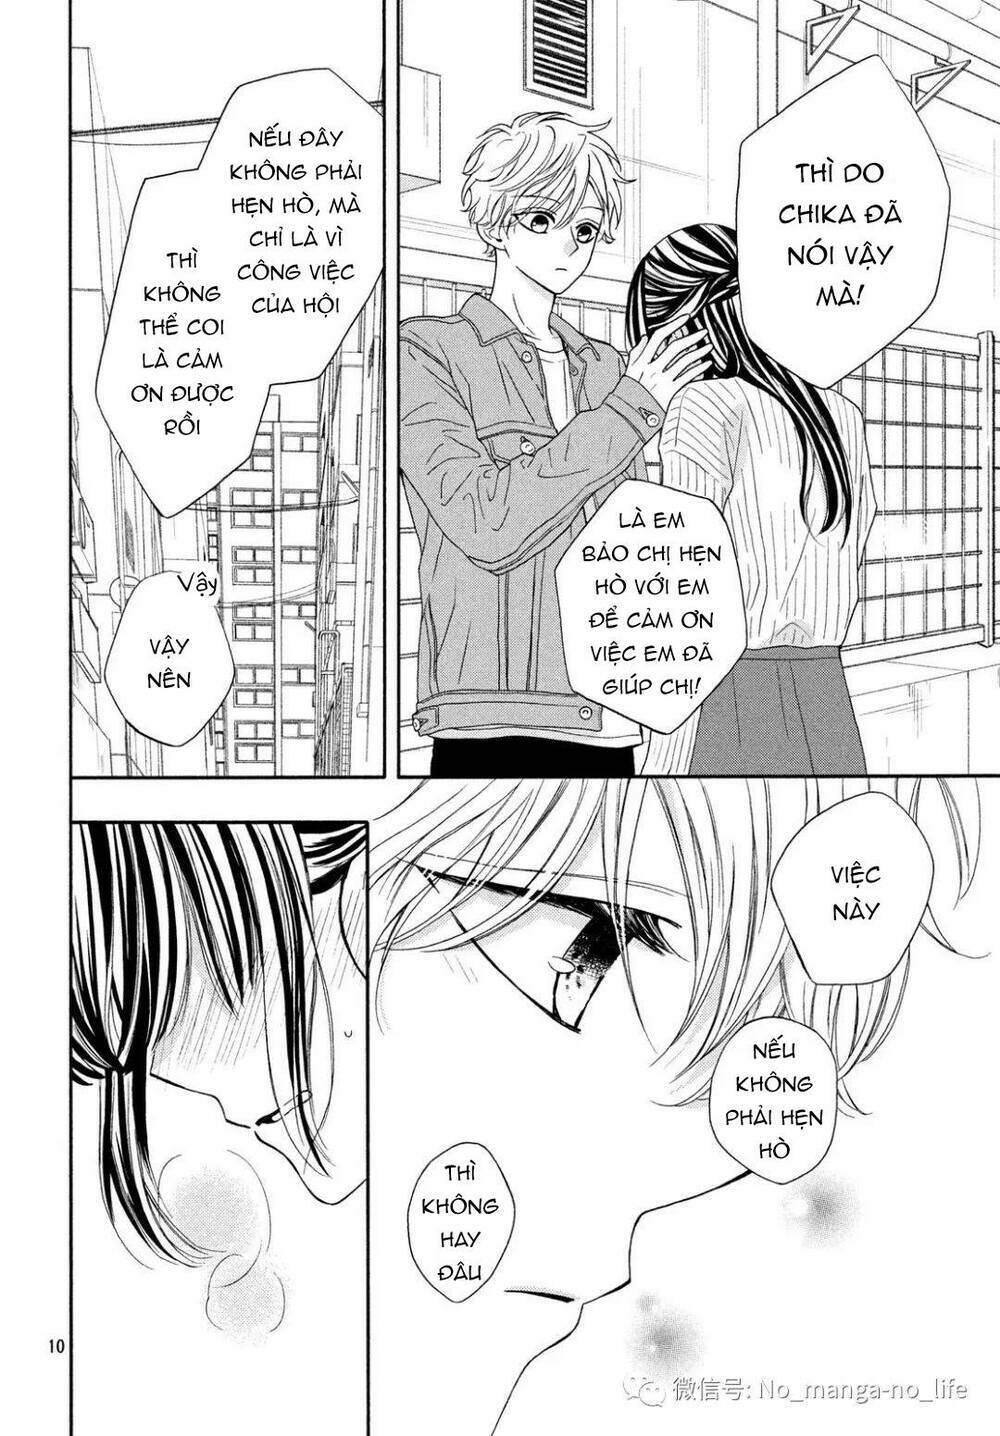 THÌ DO
CHIKA ĐÃ
NÓI VẬY
MÀ!
LÀ EM
BẢO CHỊ HẸN
HÒ VỚI EM
ĐỂ CẢM ƠN
VIỆC EM ĐÃ
GIÚP CHỊ!
NẾU ĐÂY
KHÔNG PHẢI
HẸN HÒ, MÀ
CHỈ LÀ VÌ
CÔNG VIỆC
CỦA HỘI
THÌ
KHÔNG
THỂ COI
LÀ CẢM
ƠN ĐƯỢC
RỒI
Vậy
VẬY
NÊN
VIỆC
NÀY
NẾU
KHÔNG
PHẢI HẸN
HÒ
THÌ
KHÔNG
HAY
ĐÂU
10
微信号: No_manga-no_life